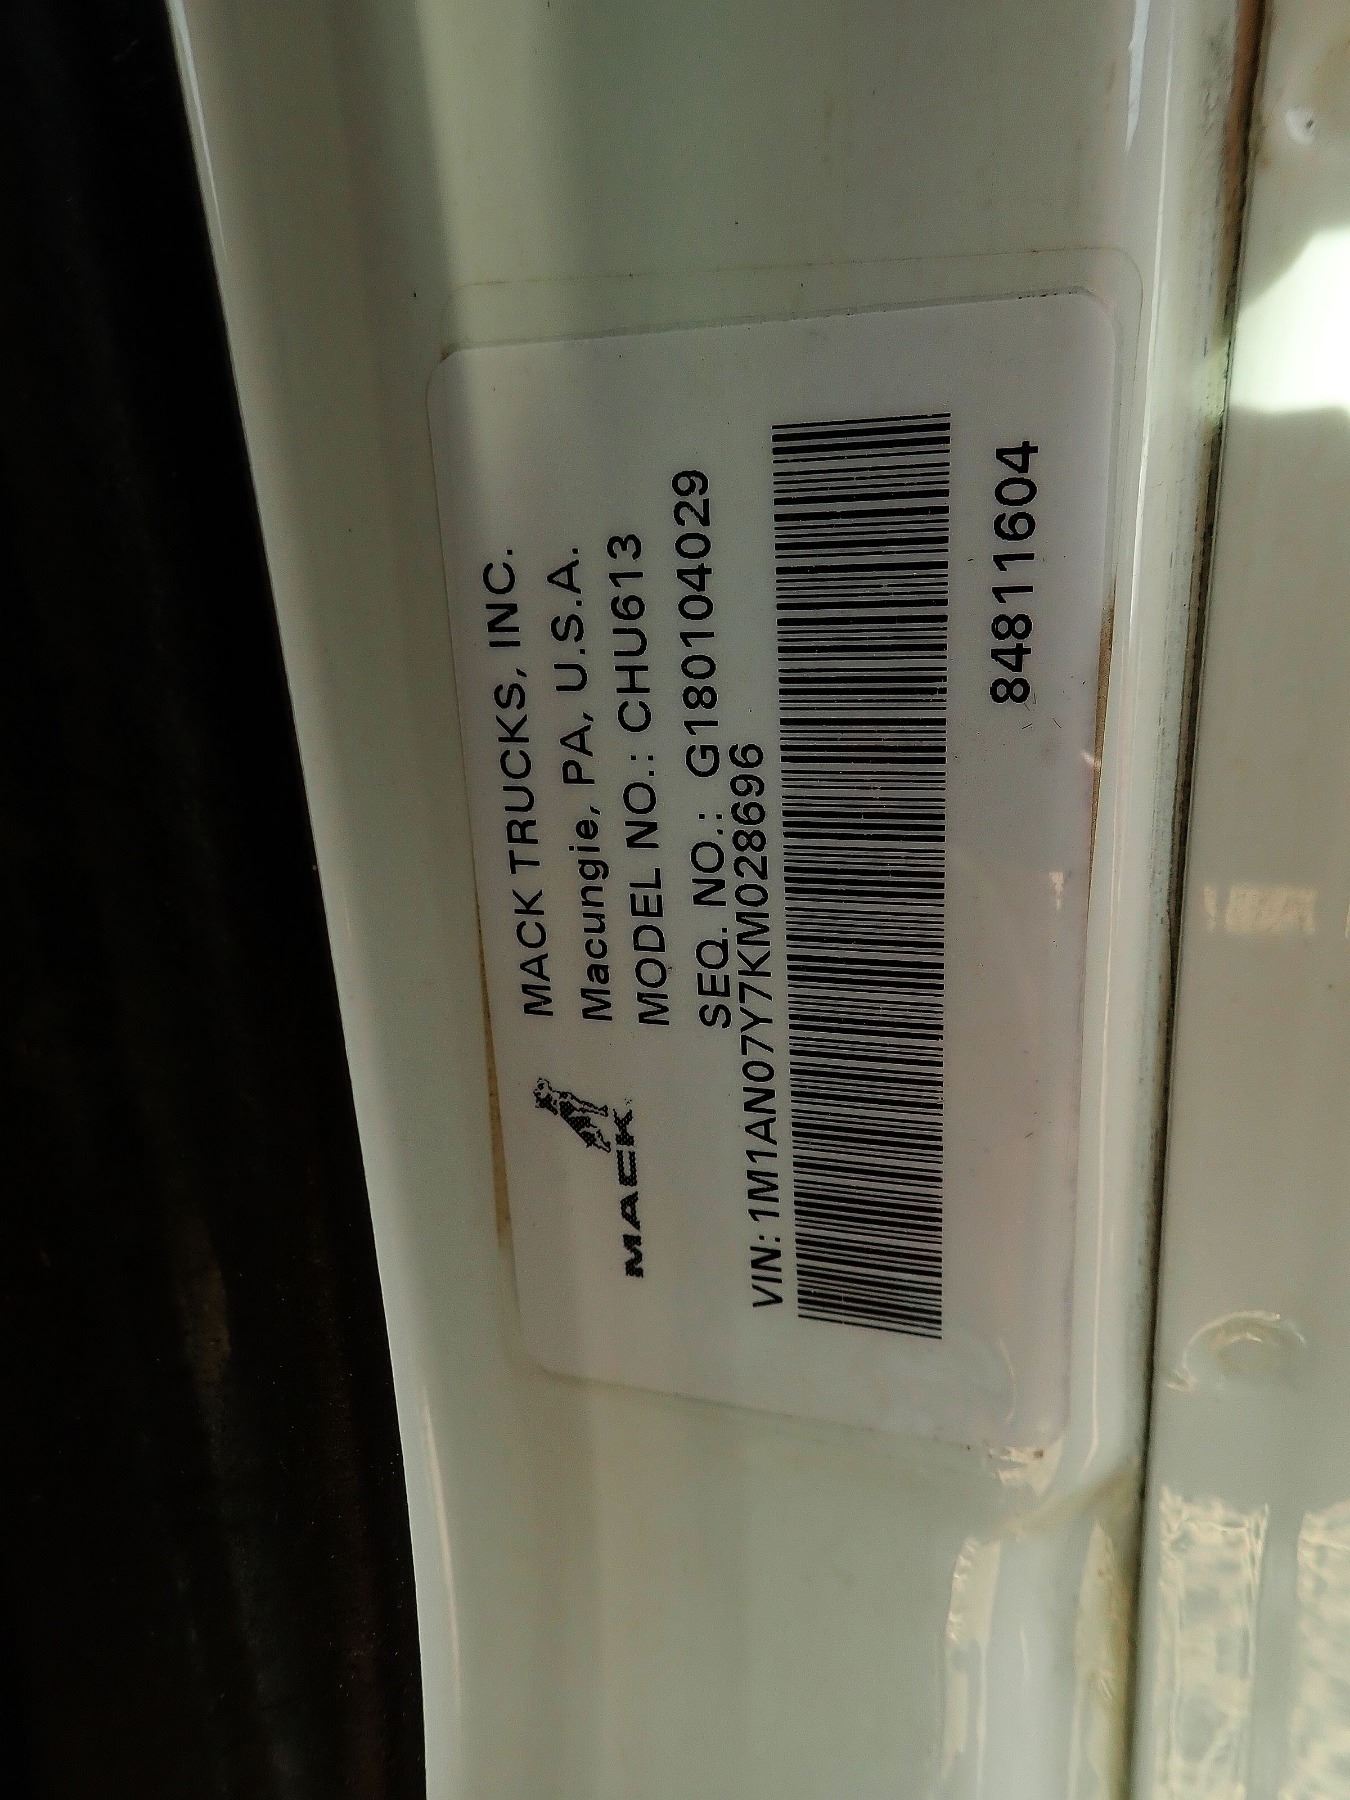 MACK
MACK TRUCKS, INC.
Macungie, PA, U.S.A.
MODEL NO.: CHU613
SEQ. NO.: G180104029
VIN: 1M1AN07Y7KM028696
84811604